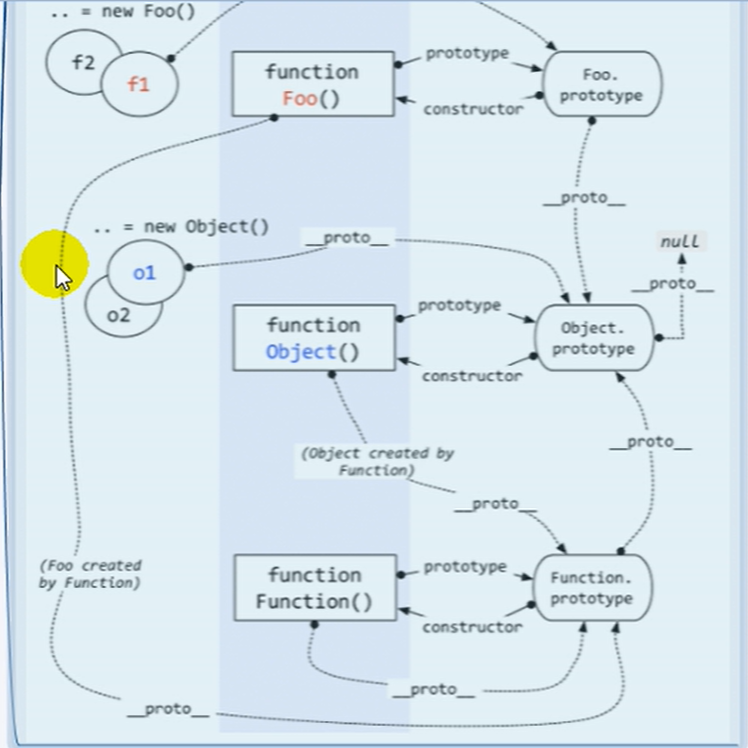 .. = new Foo()
f2
f1
function
Foo()
prototype
constructor
Foo.
prototype
__proto__
.. = new Object()
o1
o2
__proto__
null
__proto__
function
Object()
prototype
constructor
Object.
prototype
(Object created by
Function)
__proto__
__proto__
(Foo created
by Function)
function
Function()
prototype
constructor
Function.
prototype
__proto__
__proto__